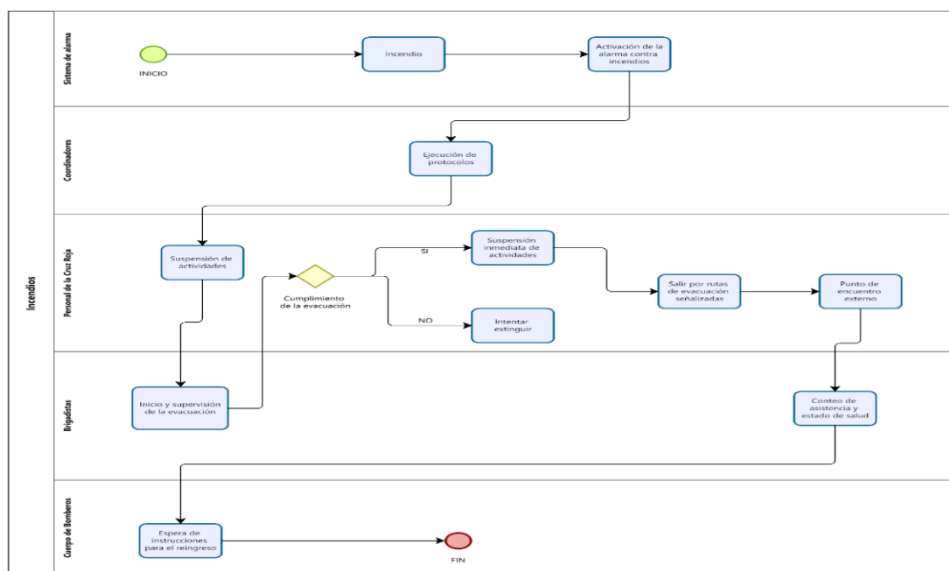 Incendios
Sistema de alarma
INICIO
Incendio
Activación de la
alarma contra
incendios
Coordinadores
Ejecución de
protocolos
Personal de la Cruz Roja
Suspensión de
actividades
Cumplimiento
de la evacuación
SI
Suspensión
inmediata de
actividades
NO
Intentar
extinguir
Salir por rutas
de evacuación
señalizadas
Punto de
encuentro
externo
Brigadistas
Inicio y supervisión
de la evacuación
Conteo de
asistencia y
estado de salud
Cuerpo de Bomberos
Espera de
instrucciones
para el reingreso
FIN